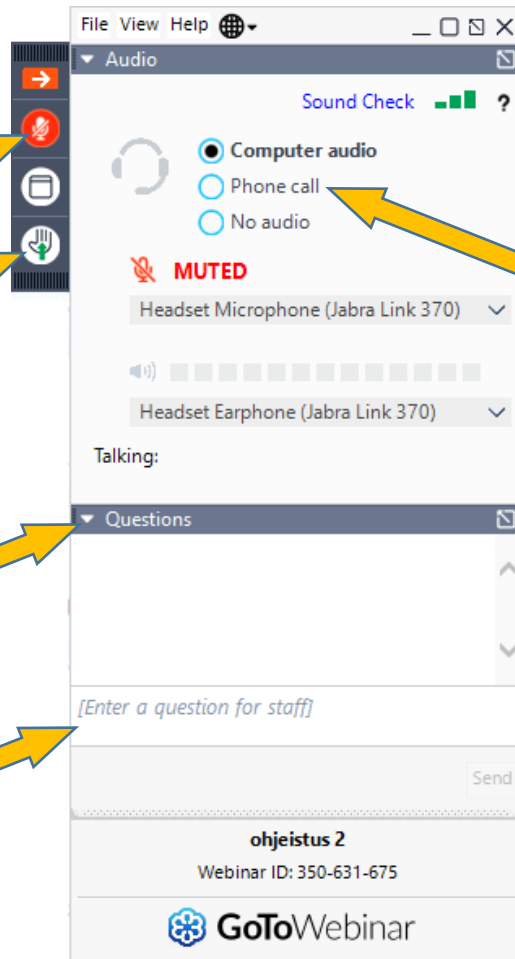 File View Help
Audio
Sound Check ?
Computer audio
Phone call
No audio
MUTED
Headset Microphone (Jabra Link 370)
Headset Earphone (Jabra Link 370)
Talking:
Questions
[Enter a question for staff]
Send
ohjeistus 2
Webinar ID: 350-631-675
GoToWebinar